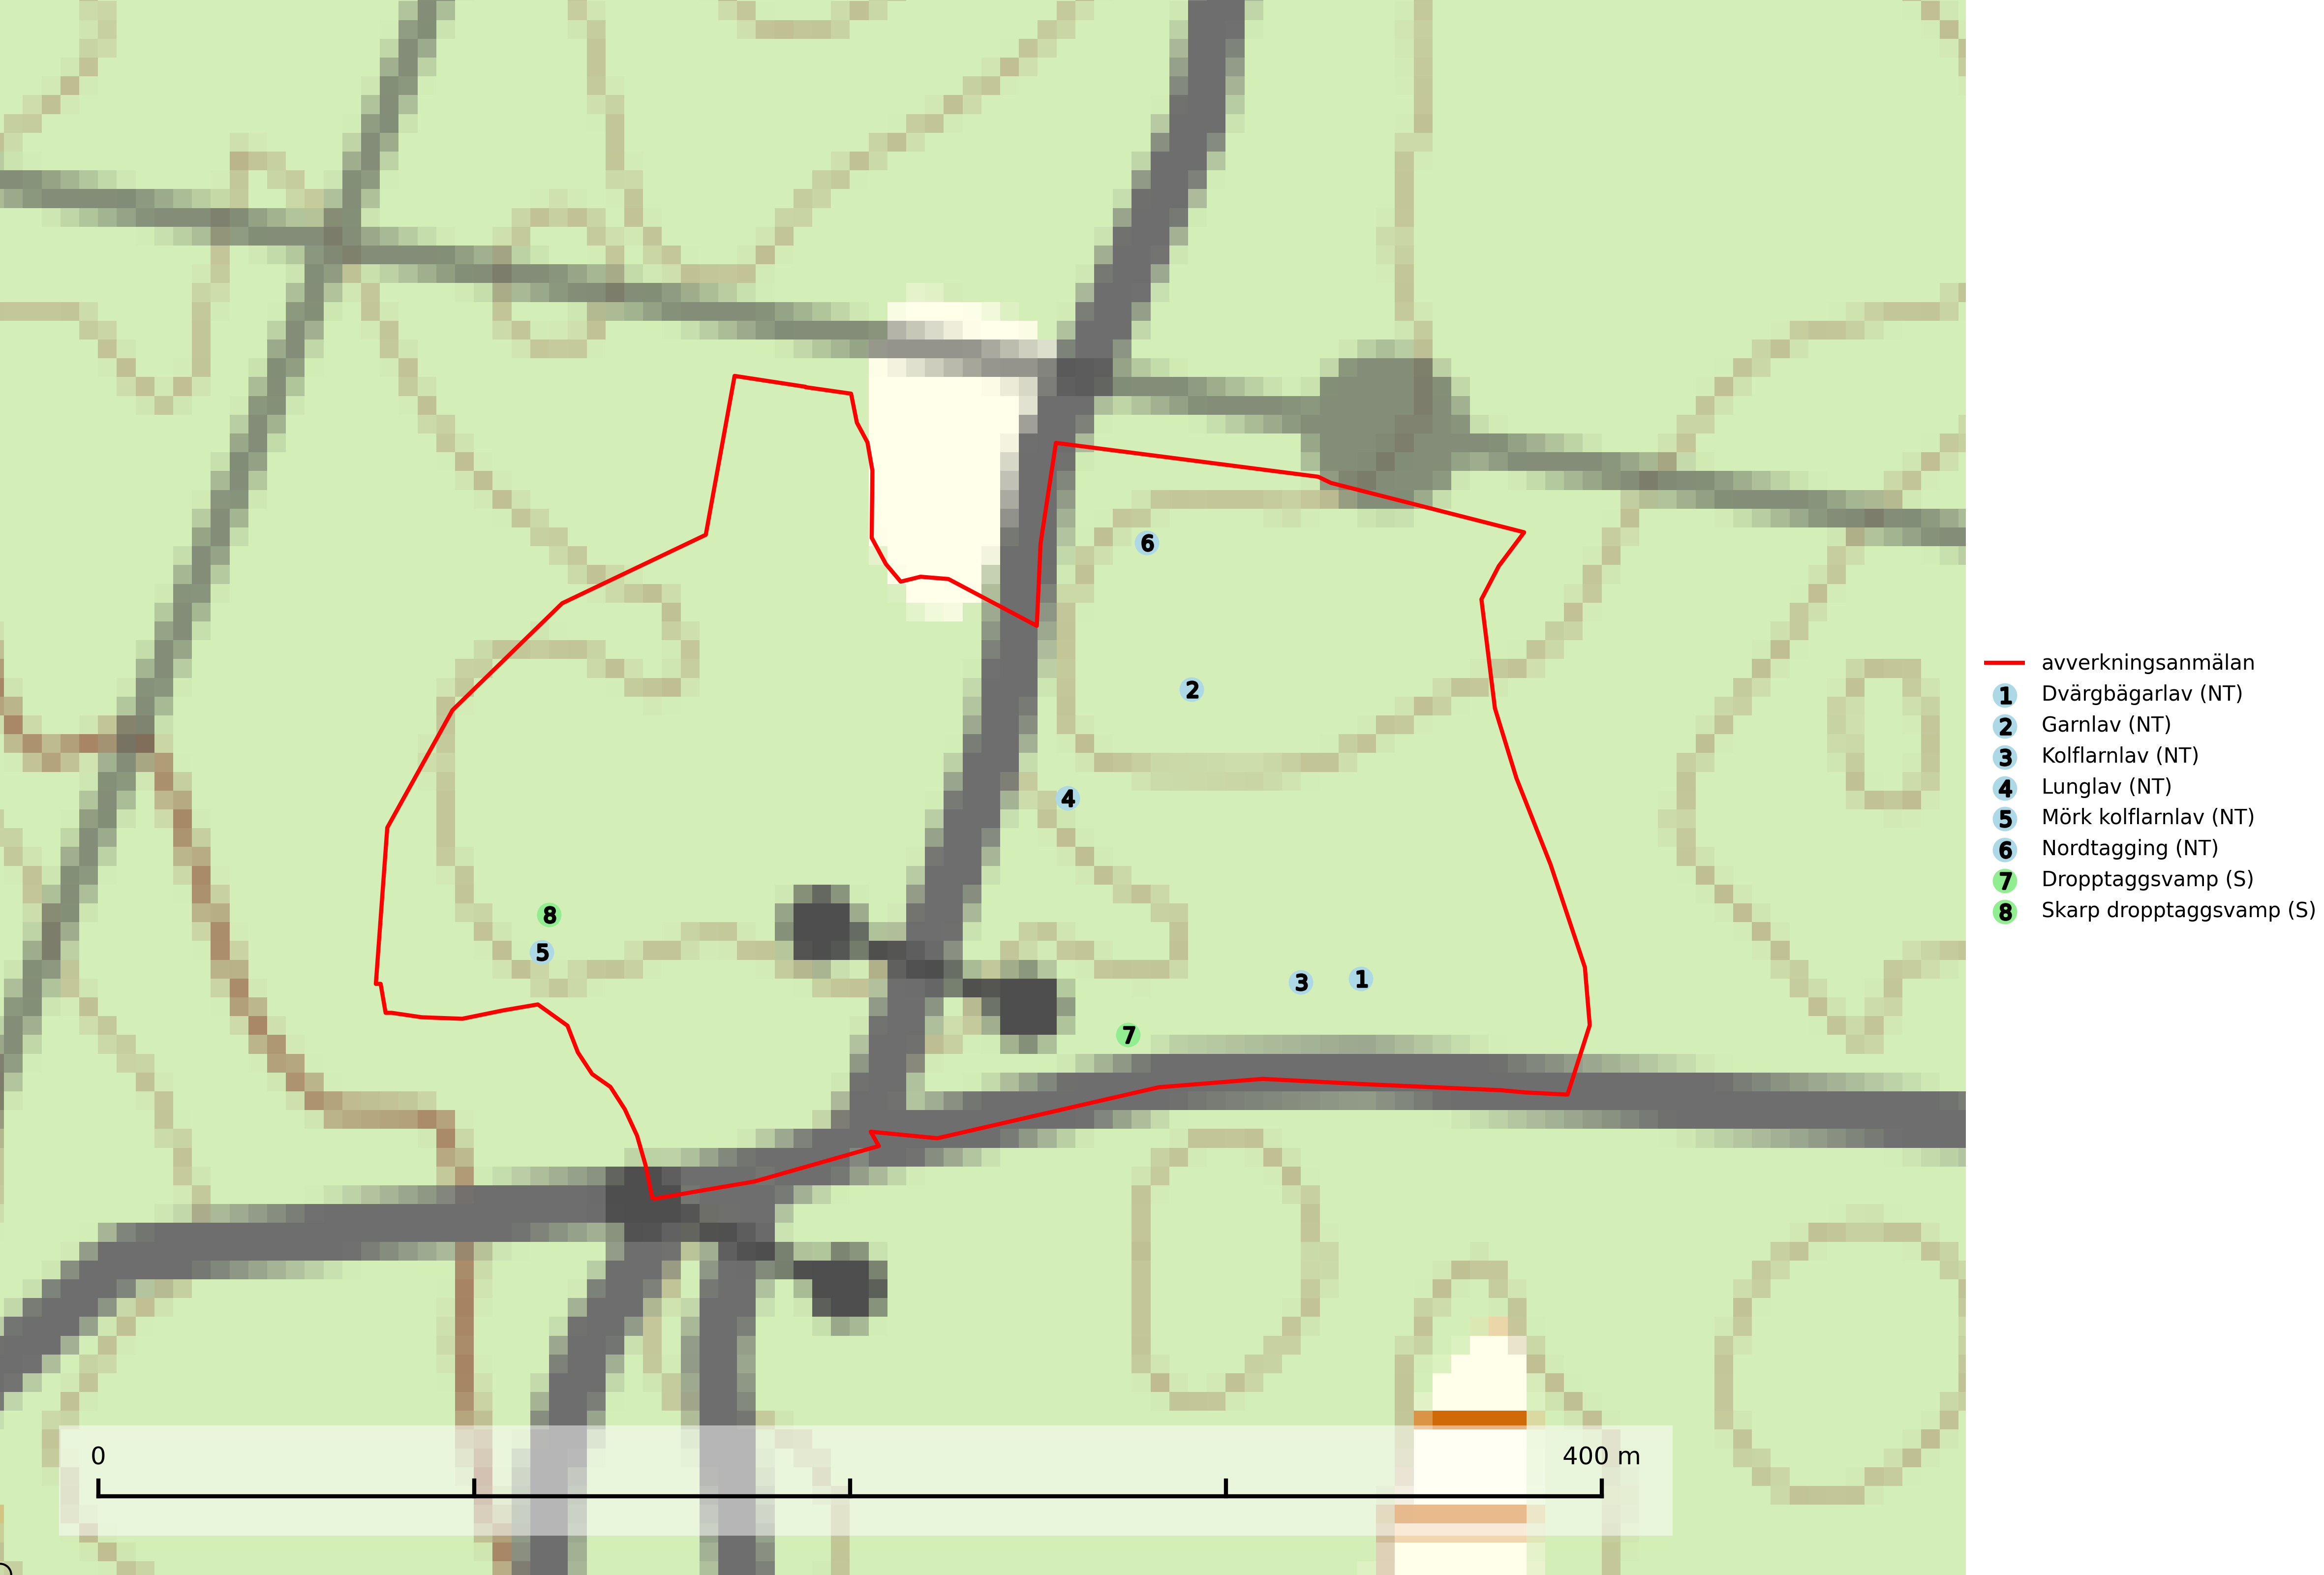 6
2
4
8
5
3
1
7
avverkningsanmälan
1 Dvärgbägarlav (NT)
2 Garnlav (NT)
3 Kolflarnlav (NT)
4 Lunglav (NT)
5 Mörk kolflarnlav (NT)
6 Nordtagging (NT)
7 Dropptaggsvamp (S)
8 Skarp dropptaggsvamp (S)
0 400 m